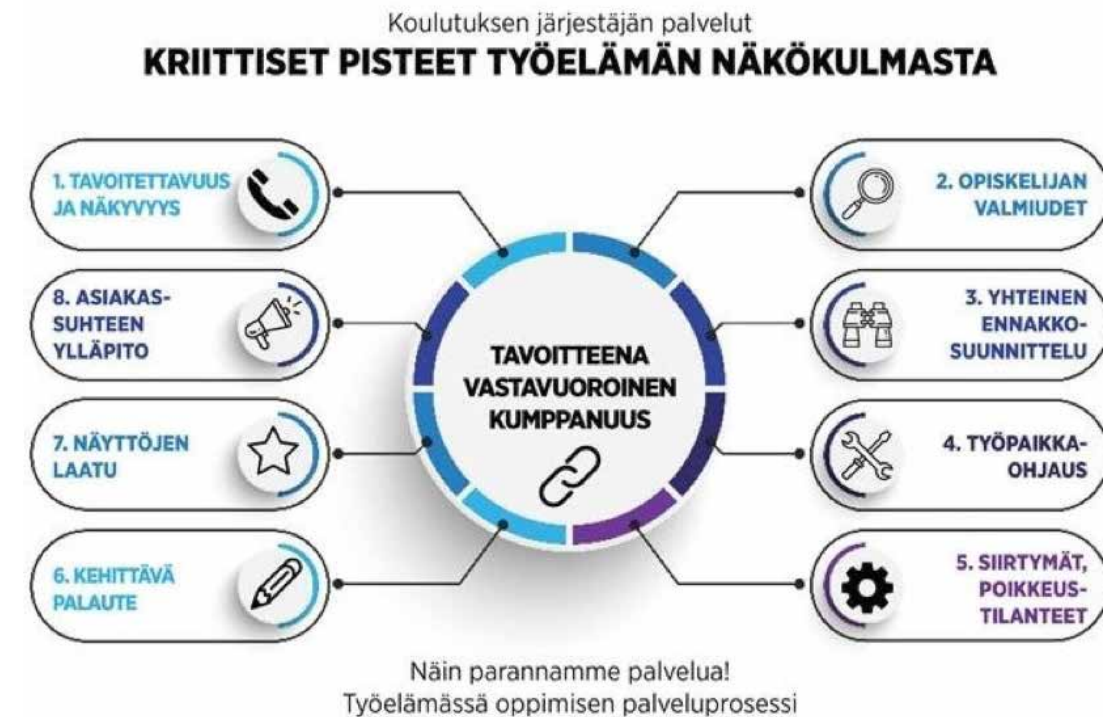 Koulutuksen järjestäjän palvelut
KRIITTISET PISTEET TYÖELÄMÄN NÄKÖKULMASTA
1. TAVOITETTAVUUS
JA NÄKYVYYS
2. OPISKELIJAN
VALMIUDET
3. YHTEINEN
ENNAKKO-
SUUNNITTELU
4. TYÖPAIKKA-
OHJAUS
5. SIIRTYMÄT,
POIKKEUS-
TILANTEET
6. KEHITTÄVÄ
PALAUTE
7. NÄYTTÖJEN
LAATU
8. ASIAKAS-
SUHTEEN
YLLÄPITO
TAVOITTEENA
VASTAVUOROINEN
KUMPPANUUS
Näin parannamme palvelua!
Työelämässä oppimisen palveluprosessi